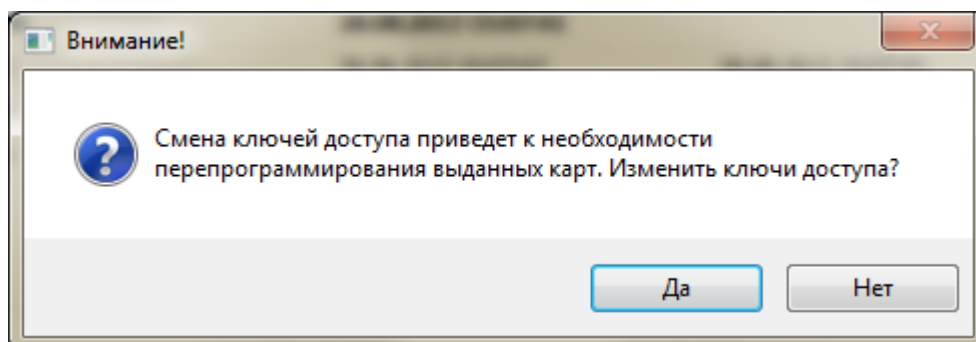 Внимание!
Смена ключей доступа приведет к необходимости
перепрограммирования выданных карт. Изменить ключи доступа?
Да
Нет